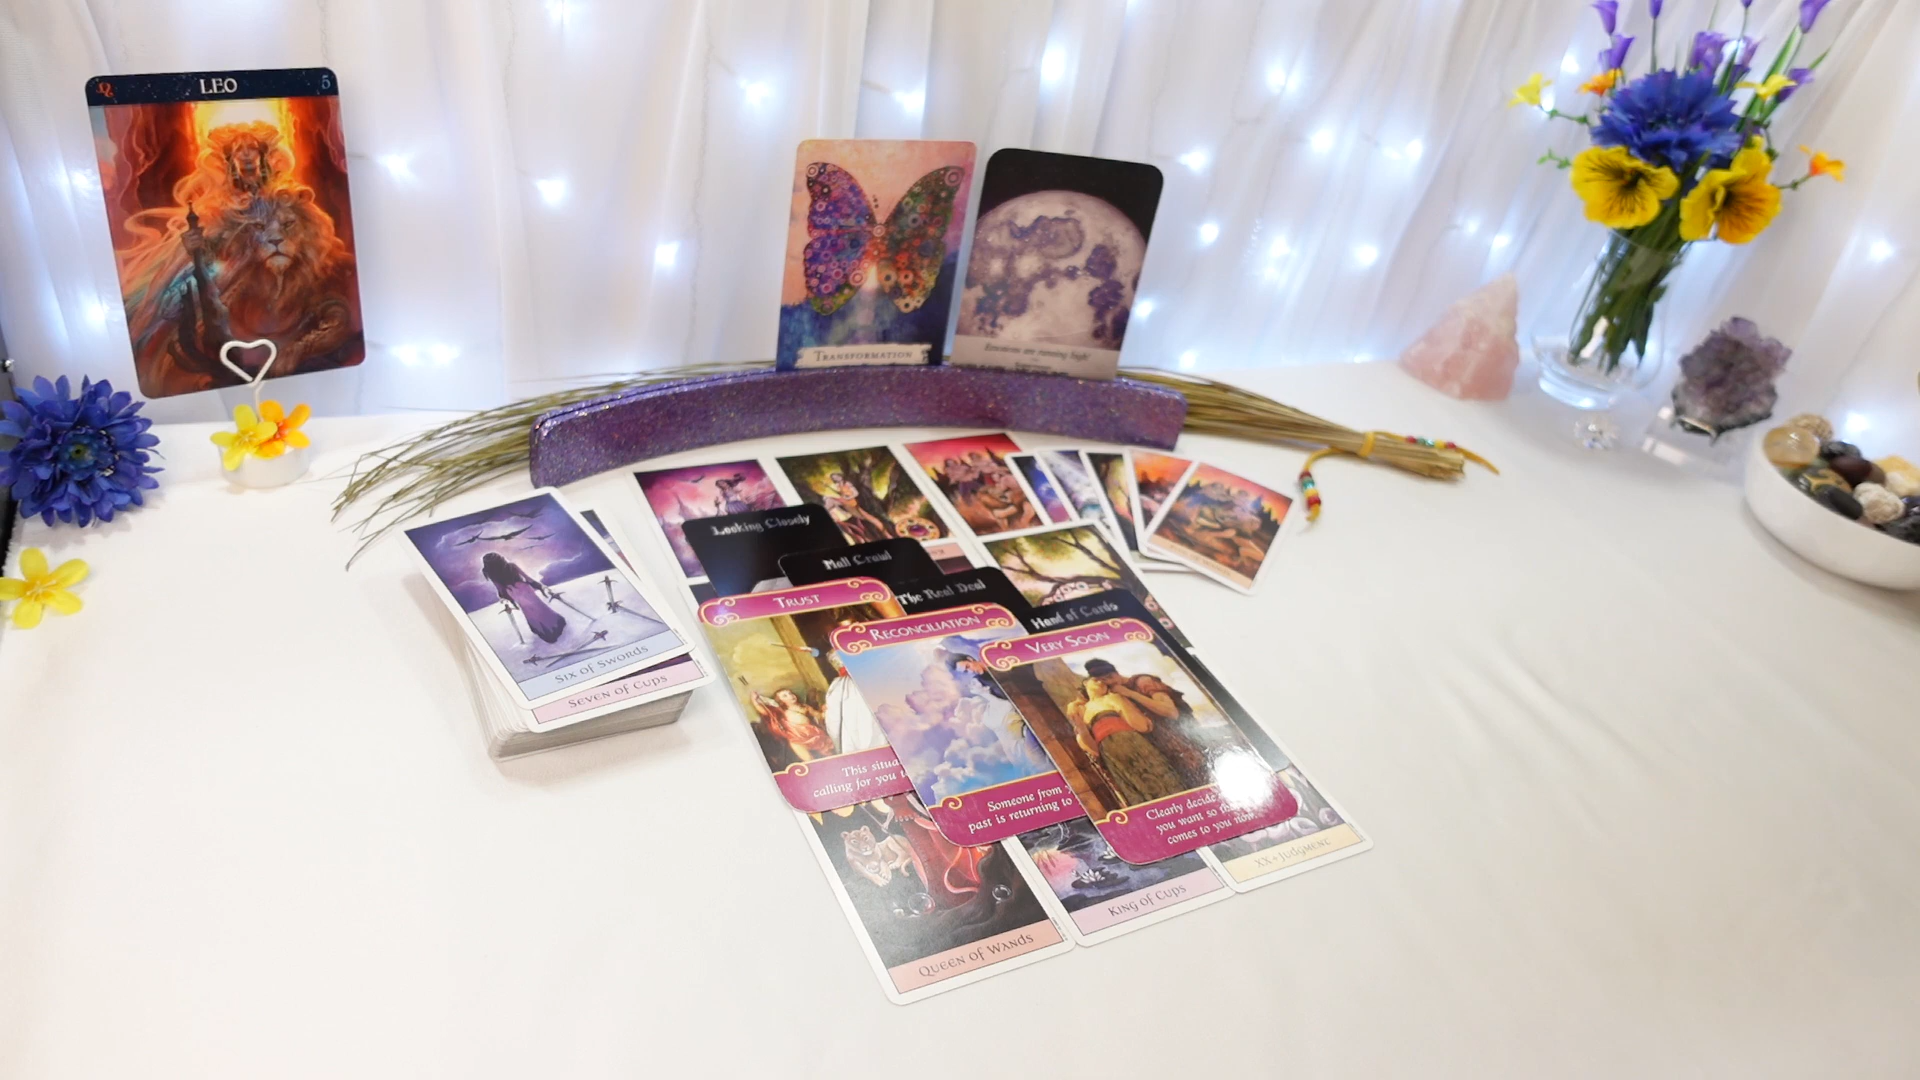 ♌ LEO 5
TRANSFORMATION
Emotions are running high
Looking Closely
Mall Crawl
The Real Deal
Hand of Cards
TRUST
RECONCILIATION
VERY SOON
SIX OF SWORDS
SEVEN OF CUPS
This situa
calling for you t
Someone from
past is returning to
Clearly decide
you want so
comes to you now.
XX • JUDGMENT
KING OF CUPS
QUEEN OF WANDS